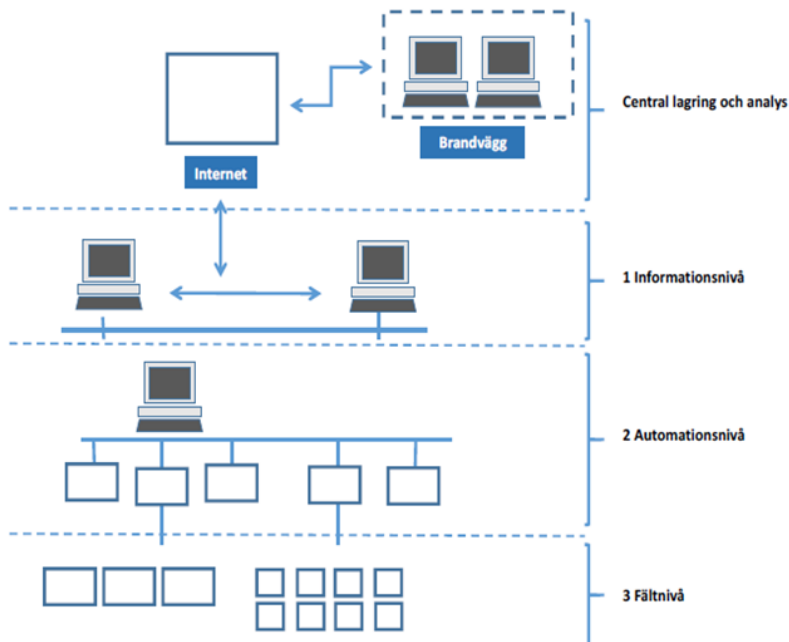 Central lagring och analys
Brandvägg
Internet
1 Informationsnivå
2 Automationsnivå
3 Fältnivå